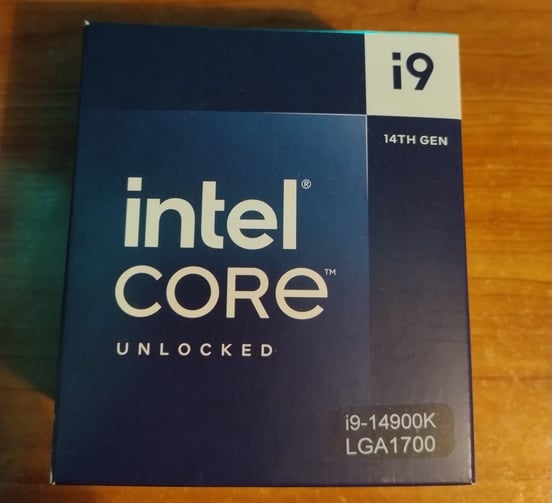 i9
14TH GEN
intel®
CORe™
UNLOCKED
i9-14900K
LGA1700